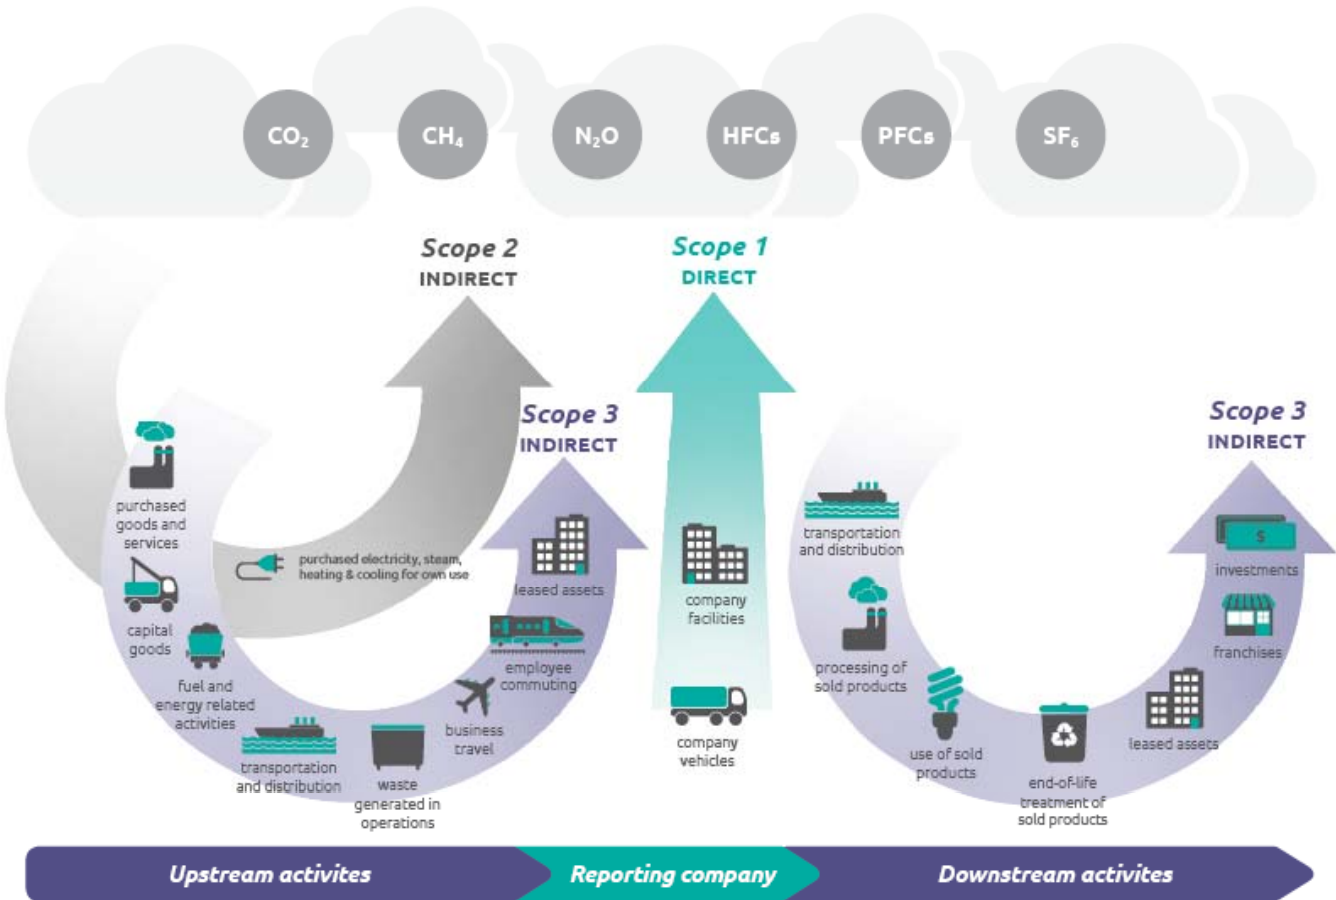 CO₂
CH₄
N₂O
HFCs
PFCs
SF₆
Scope 2
INDIRECT
Scope 1
DIRECT
Scope 3
INDIRECT
Scope 3
INDIRECT
purchased
goods and
services
capital
goods
fuel and
energy related
activities
transportation
and distribution
waste
generated in
operations
business
travel
employee
commuting
leased assets
purchased electricity, steam,
heating & cooling for own use
company
facilities
company
vehicles
transportation
and distribution
processing of
sold products
use of sold
products
end-of-life
treatment of
sold products
leased assets
franchises
$
investments
Upstream activites
Reporting company
Downstream activites